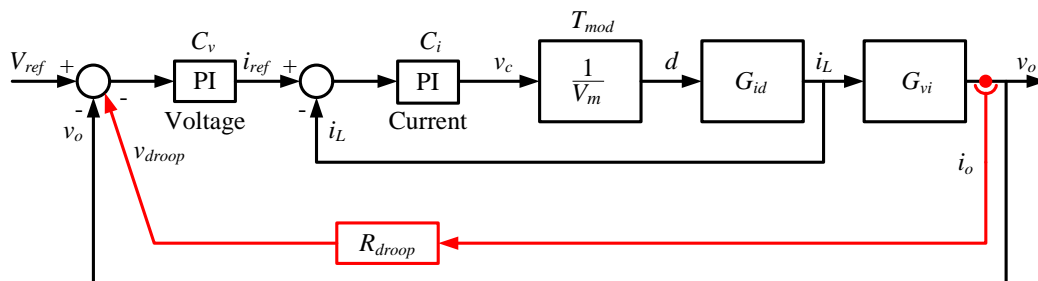 T_mod
C_v
C_i
V_ref
+
-
-
v_o
PI
Voltage
i_ref
+
-
i_L
PI
Current
v_c
1
V_m
d
G_id
i_L
G_vi
v_o
v_droop
i_o
R_droop